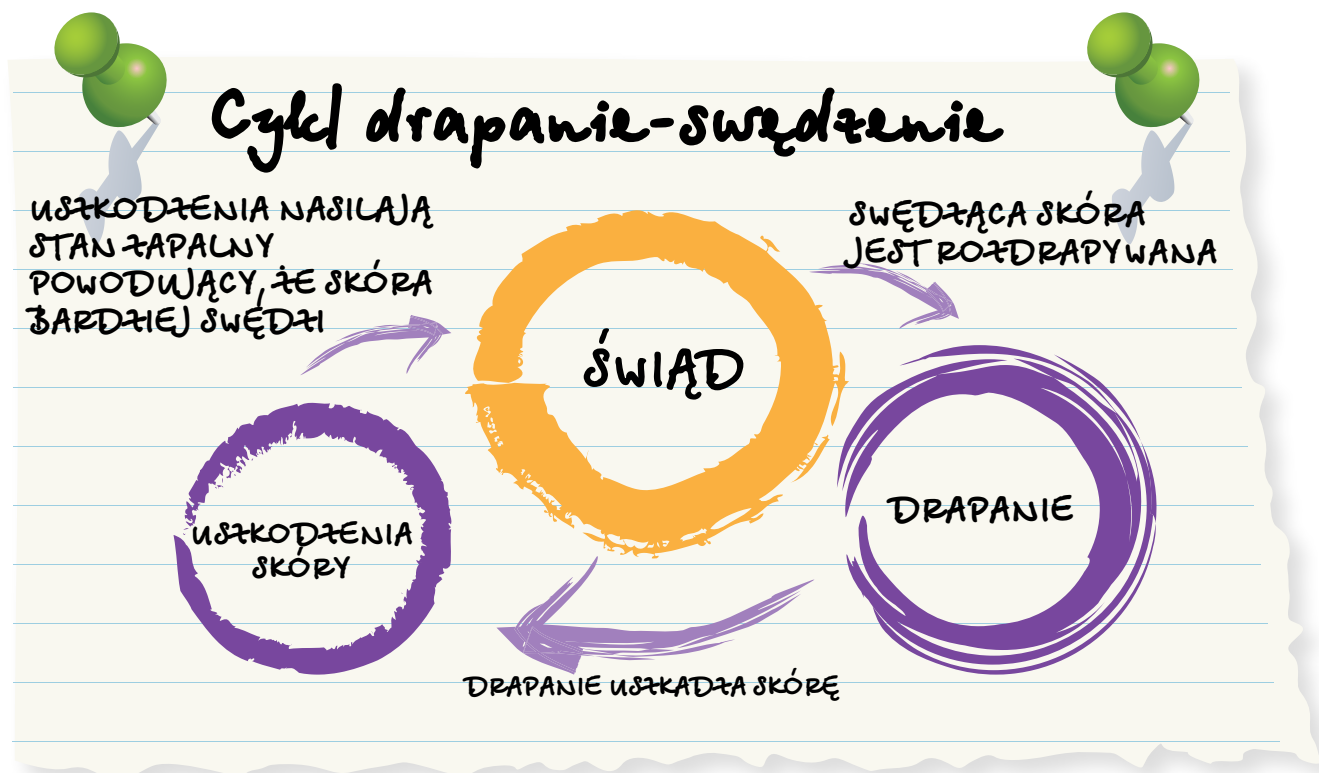 Cykl drapanie-swędzenie
USZKODZENIA NASILAJĄ
STAN ZAPALNY
POWODUJĄCY, ŻE SKÓRA
BARDZIEJ SWĘDZI
SWĘDZĄCA SKÓRA
JEST ROZDRAPYWANA
ŚWIĄD
DRAPANIE
USZKODZENIA
SKÓRY
DRAPANIE USZKADZA SKÓRĘ